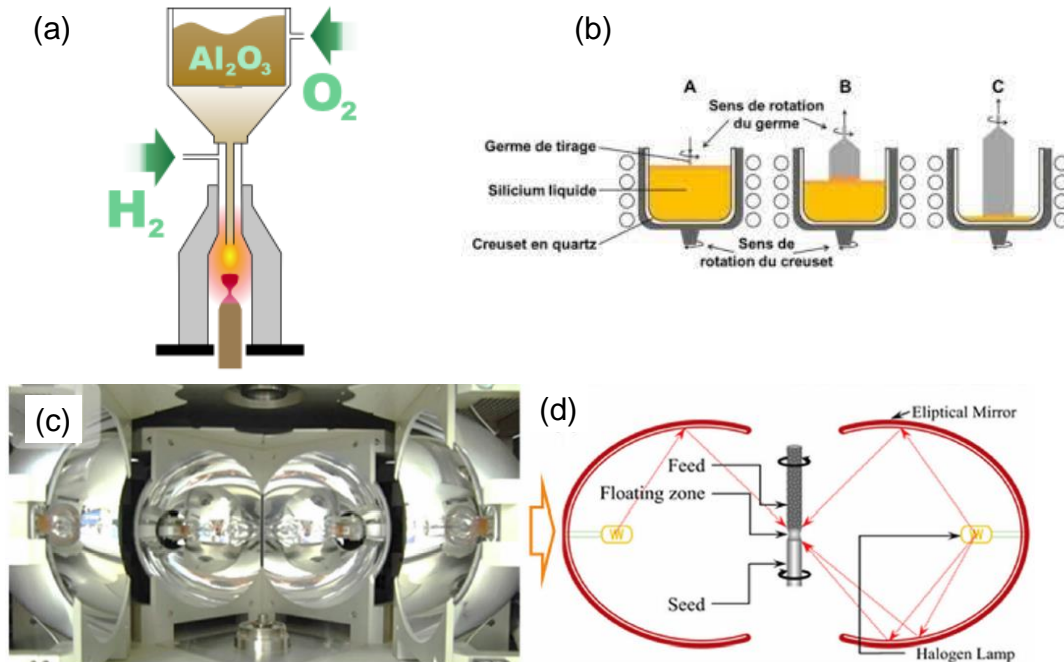 (a)
Al₂O₃
O₂
H₂
(b)
A
B
C
Sens de rotation
du germe
Germe de tirage
Silicium liquide
Creuset en quartz
Sens de
rotation du creuset
(c)
(d)
Eliptical Mirror
Feed
Floating zone
Seed
Halogen Lamp